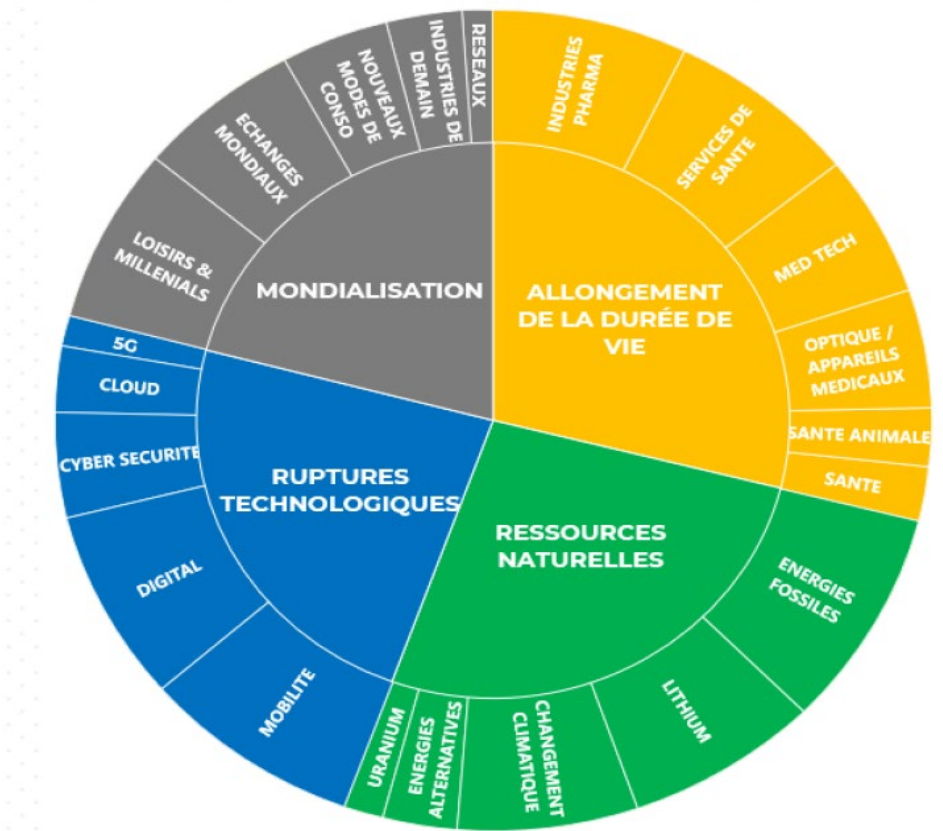 RESEAUX
INDUSTRIES DE
DEMAIN
NOUVEAUX
MODES DE
CONSO
ECHANGES
MONDIAUX
LOISIRS &
MILLENIALS
MONDIALISATION
INDUSTRIES
PHARMA
SERVICES DE
SANTE
MED TECH
OPTIQUE /
APPAREILS
MEDICAUX
SANTE ANIMALE
SANTE
ALLONGEMENT
DE LA DURÉE DE
VIE
5G
CLOUD
CYBER SECURITE
DIGITAL
MOBILITE
RUPTURES
TECHNOLOGIQUES
RESSOURCES
NATURELLES
ENERGIES
FOSSILES
LITHIUM
CHANGEMENT
CLIMATIQUE
ENERGIES
ALTERNATIVES
URANIUM